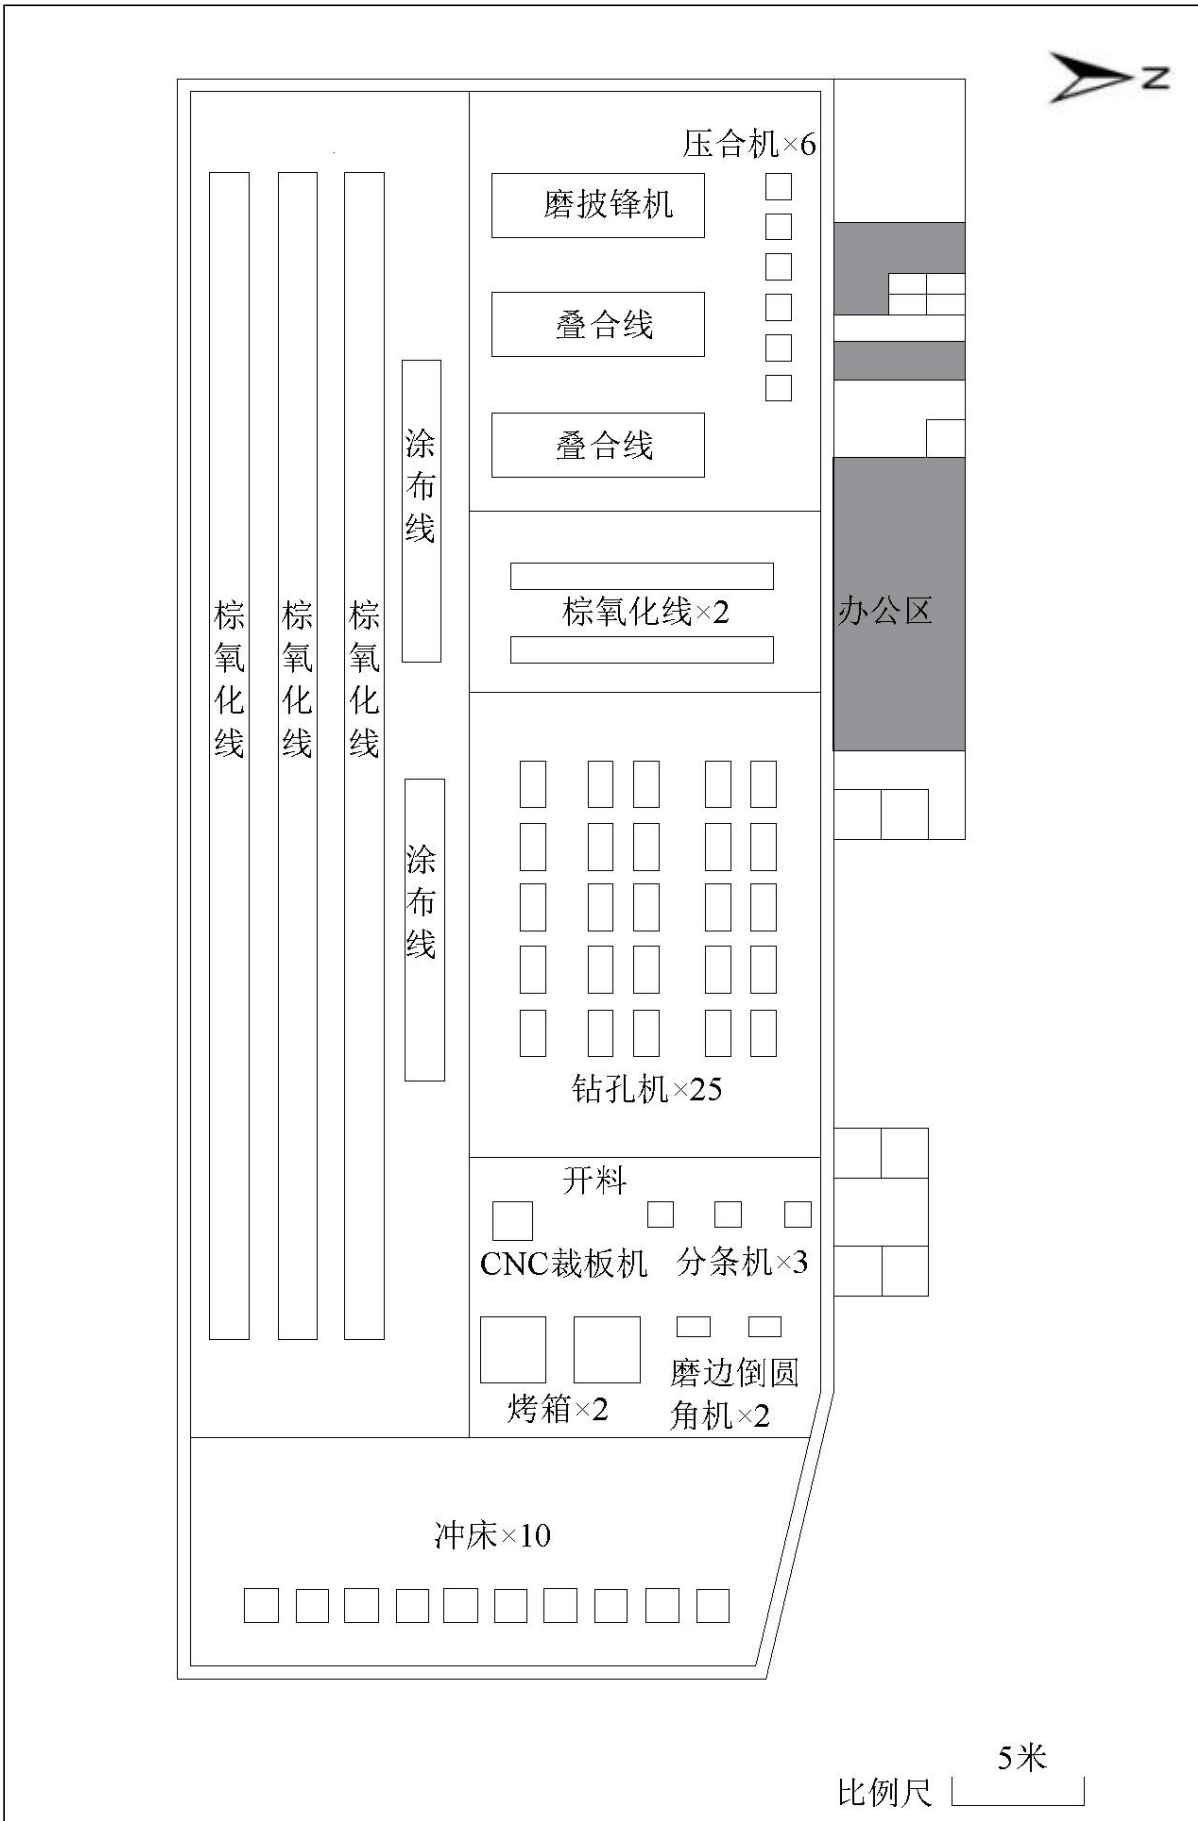 N
压合机×6
磨披锋机
叠合线
涂布线
叠合线
棕氧化线
棕氧化线
棕氧化线
棕氧化线×2
办公区
涂布线
钻孔机×25
开料
CNC裁板机
分条机×3
烤箱×2
磨边倒圆
角机×2
冲床×10
5米
比例尺